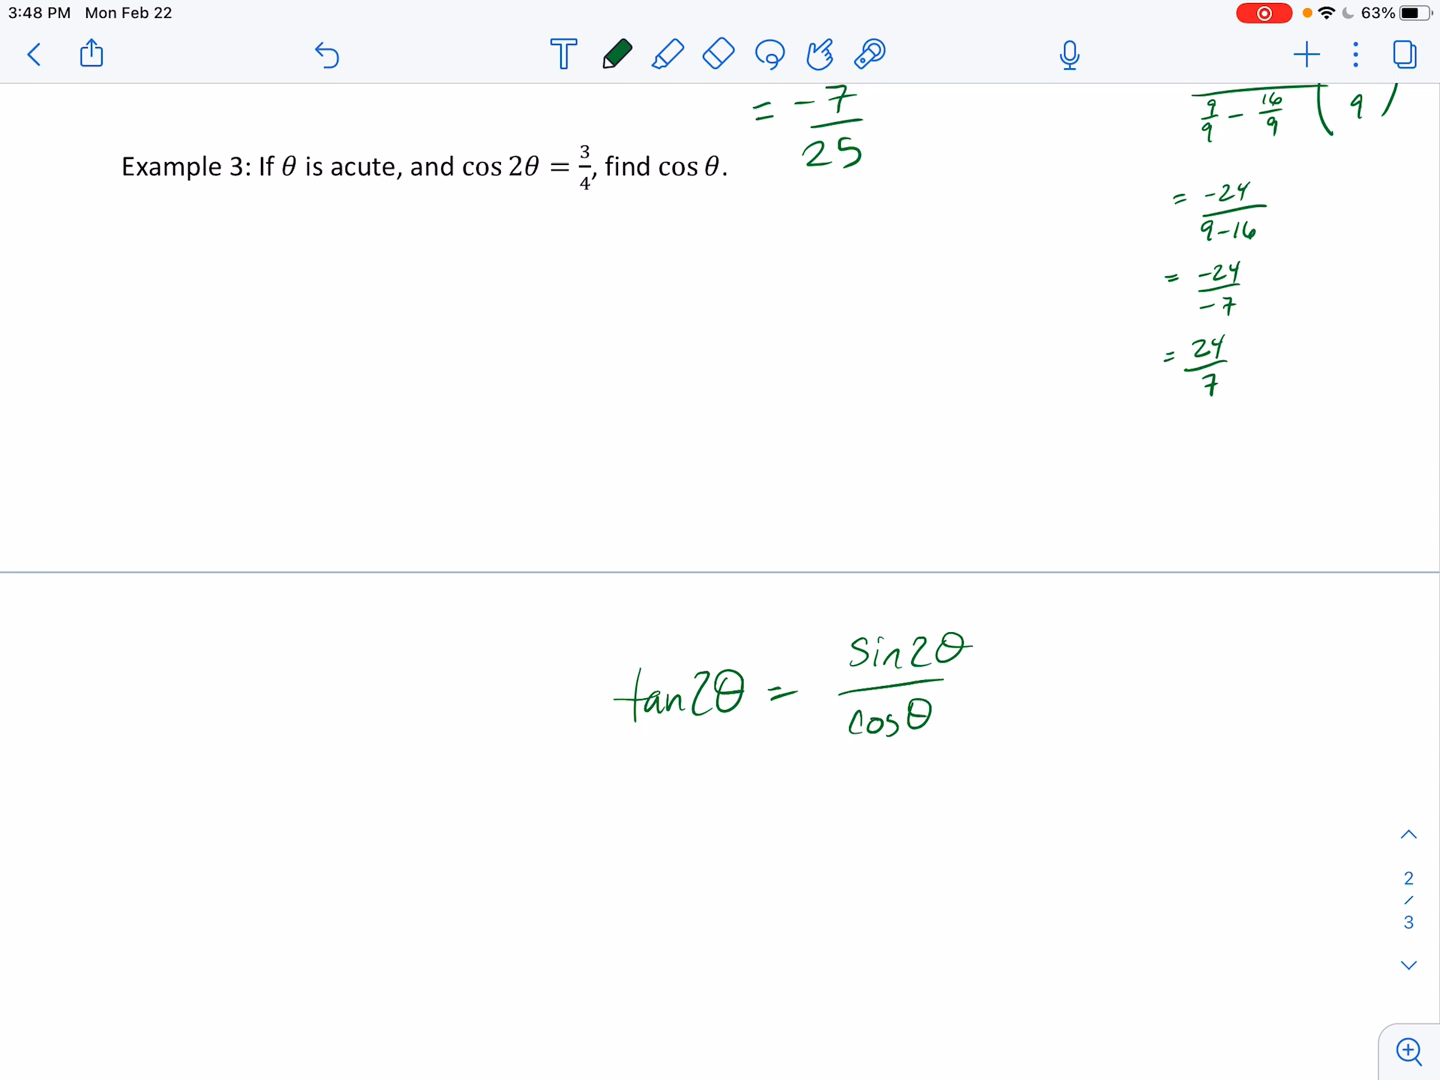 3:48 PM Mon Feb 22 63%
T
= -7/25
9/9 - 16/9 ( 9 )
Example 3: If θ is acute, and cos 2θ = 3/4, find cos θ.
= -24/9-16
= -24/-7
= 24/7
tan2θ = sin2θ/cosθ
2
/
3